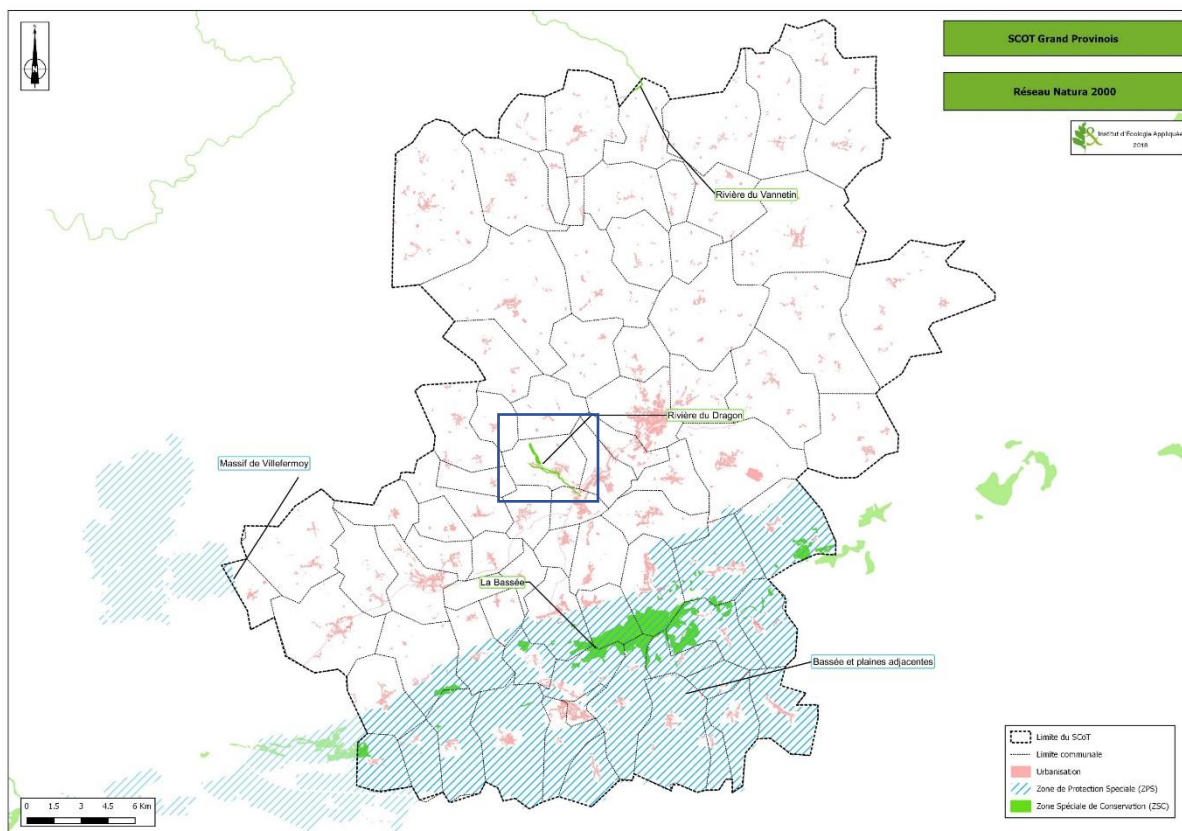 SCOT Grand Provinois
Réseau Natura 2000
Institut d'Écologie Appliquée
2018
N
Rivière du Vannetin
Rivière du Dragon
Massif de Villefermoy
La Bassée
Bassée et plaines adjacentes
Limite du SCoT
Limite communale
Urbanisation
Zone de Protection Speciale (ZPS)
Zone Spéciale de Conservation (ZSC)
0 1.5 3 4.5 6 Km